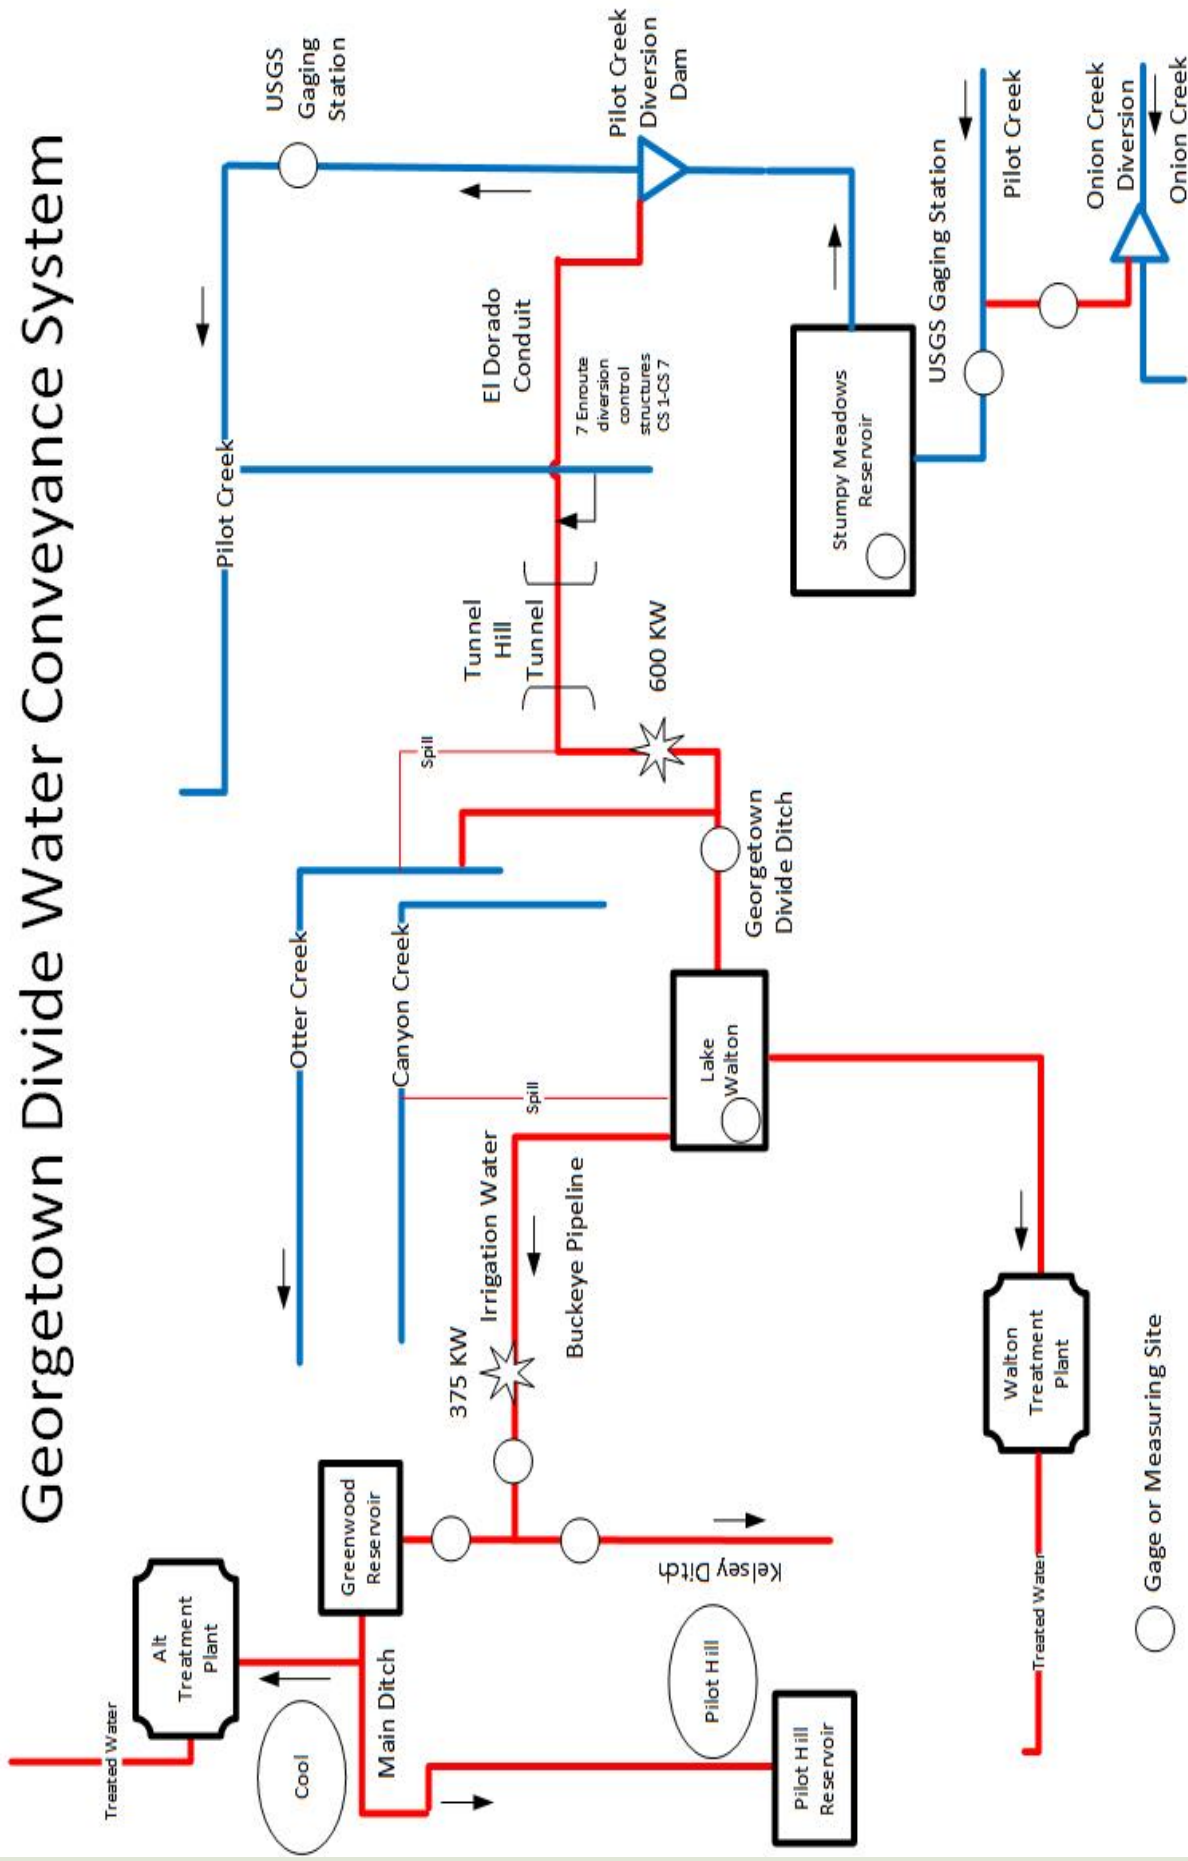 Georgetown Divide Water Conveyance System
Treated Water
Alt
Treatment
Plant
Cool
Main Ditch
Greenwood
Reservoir
375 KW
Irrigation Water
Buckeye Pipeline
Otter Creek
Canyon Creek
Spill
Spill
Pilot Creek
USGS
Gaging
Station
Tunnel
Hill
Tunnel
El Dorado
Conduit
7 Enroute
diversion
control
structures
CS 1-CS 7
Pilot Creek
Diversion
Dam
600 KW
Kelsey Ditch
Pilot Hill
Pilot Hill
Reservoir
Lake
Walton
Georgetown
Divide Ditch
Stumpy Meadows
Reservoir
USGS Gaging Station
Pilot Creek
Onion Creek
Diversion
Onion Creek
Treated Water
Walton
Treatment
Plant
Gage or Measuring Site